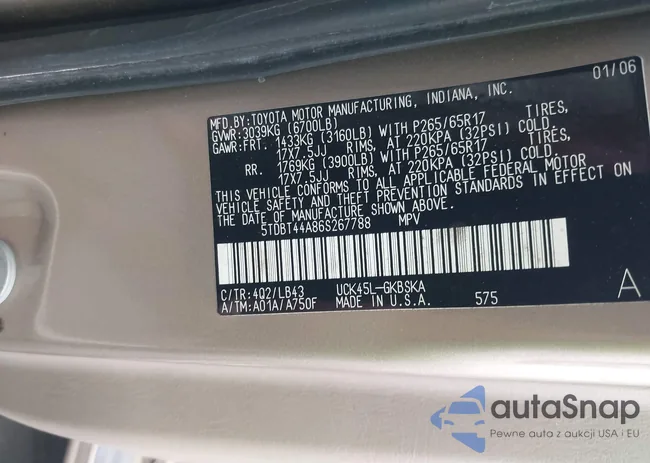 01/06
MFD.BY:TOYOTA MOTOR MANUFACTURING, INDIANA, INC.
GVWR:3039KG (6700LB)
GAWR:FRT. 1433KG (3160LB) WITH P265/65R17 TIRES,
17X7.5JJ RIMS, AT 220KPA (32PSI) COLD.
RR. 1769KG (3900LB) WITH P265/65R17 TIRES,
17X7.5JJ RIMS, AT 220KPA (32PSI) COLD.
THIS VEHICLE CONFORMS TO ALL APPLICABLE FEDERAL MOTOR
VEHICLE SAFETY AND THEFT PREVENTION STANDARDS IN EFFECT ON
THE DATE OF MANUFACTURE SHOWN ABOVE.
5TDBT44A86S267788 MPV
C/TR:4Q2/LB43 UCK45L-GKBSKA
A/TM:A01A/A750F MADE IN U.S.A. 575 A
autaSnap
Pewne auta z aukcji USA i EU